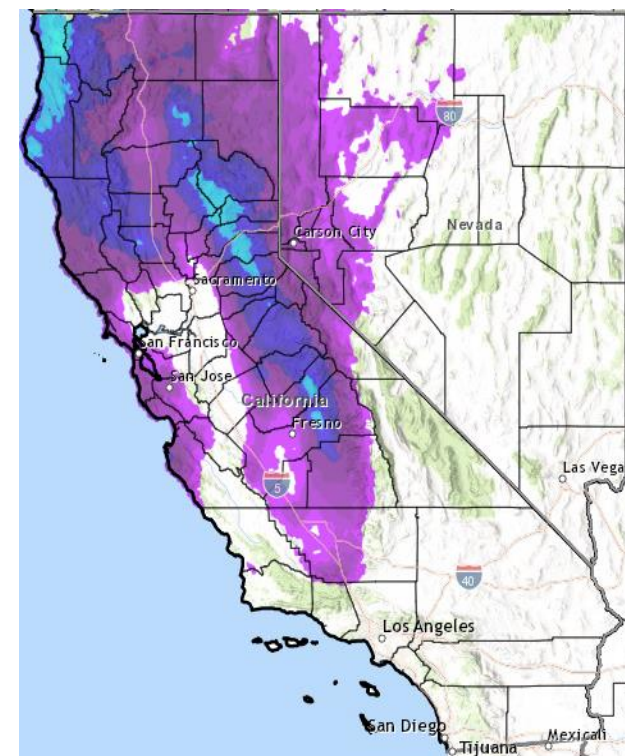 80
Nevada
Carson City
Sacramento
San Francisco
San Jose
California
Fresno
5
Las Vega
40
Los Angeles
San Diego
Tijuana
Mexicali